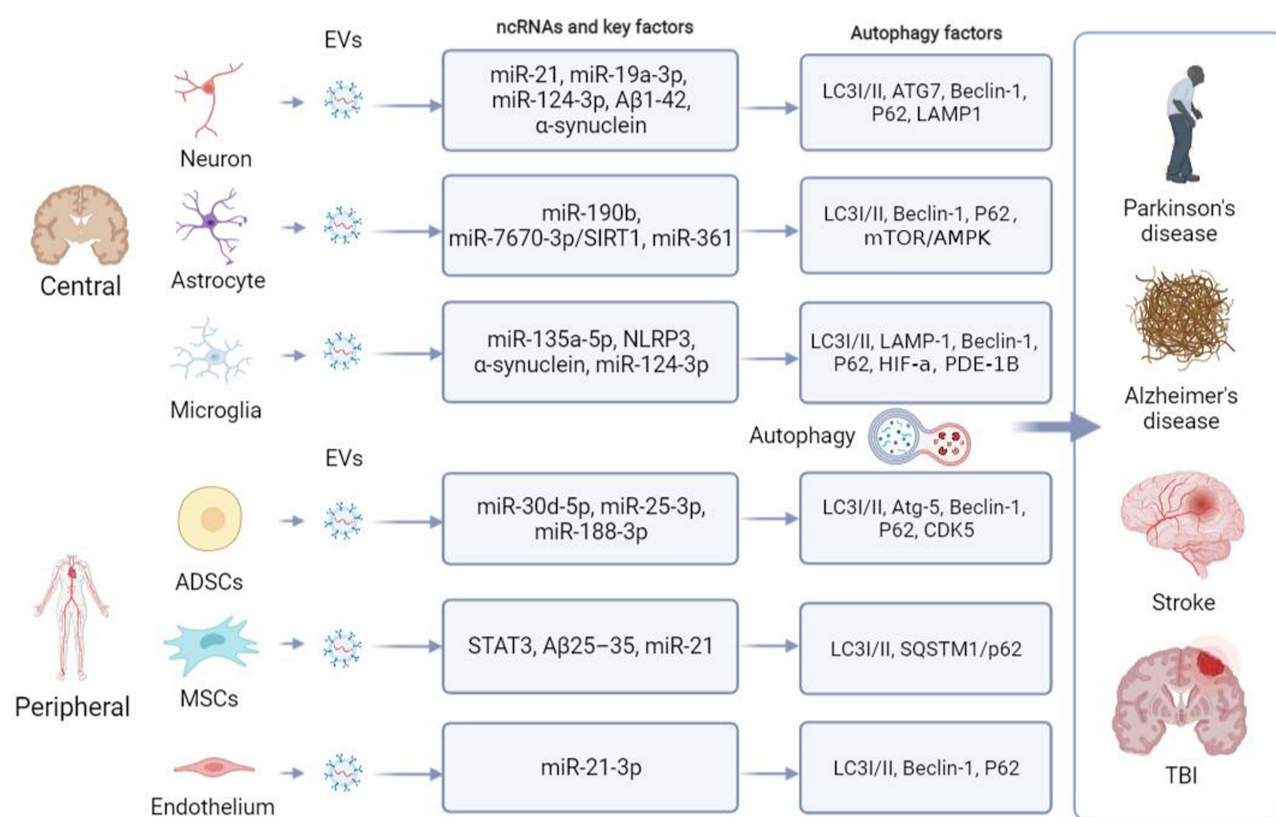 EVs
ncRNAs and key factors
Autophagy factors
Neuron
miR-21, miR-19a-3p,
miR-124-3p, Aβ1-42,
α-synuclein
LC3I/II, ATG7, Beclin-1,
P62, LAMP1
Central
Astrocyte
miR-190b,
miR-7670-3p/SIRT1, miR-361
LC3I/II, Beclin-1, P62,
mTOR/AMPK
Microglia
miR-135a-5p, NLRP3,
α-synuclein, miR-124-3p
LC3I/II, LAMP-1, Beclin-1,
P62, HIF-a, PDE-1B
Autophagy
EVs
ADSCs
miR-30d-5p, miR-25-3p,
miR-188-3p
LC3I/II, Atg-5, Beclin-1,
P62, CDK5
Peripheral
MSCs
STAT3, Aβ25–35, miR-21
LC3I/II, SQSTM1/p62
Endothelium
miR-21-3p
LC3I/II, Beclin-1, P62
Parkinson's
disease
Alzheimer's
disease
Stroke
TBI